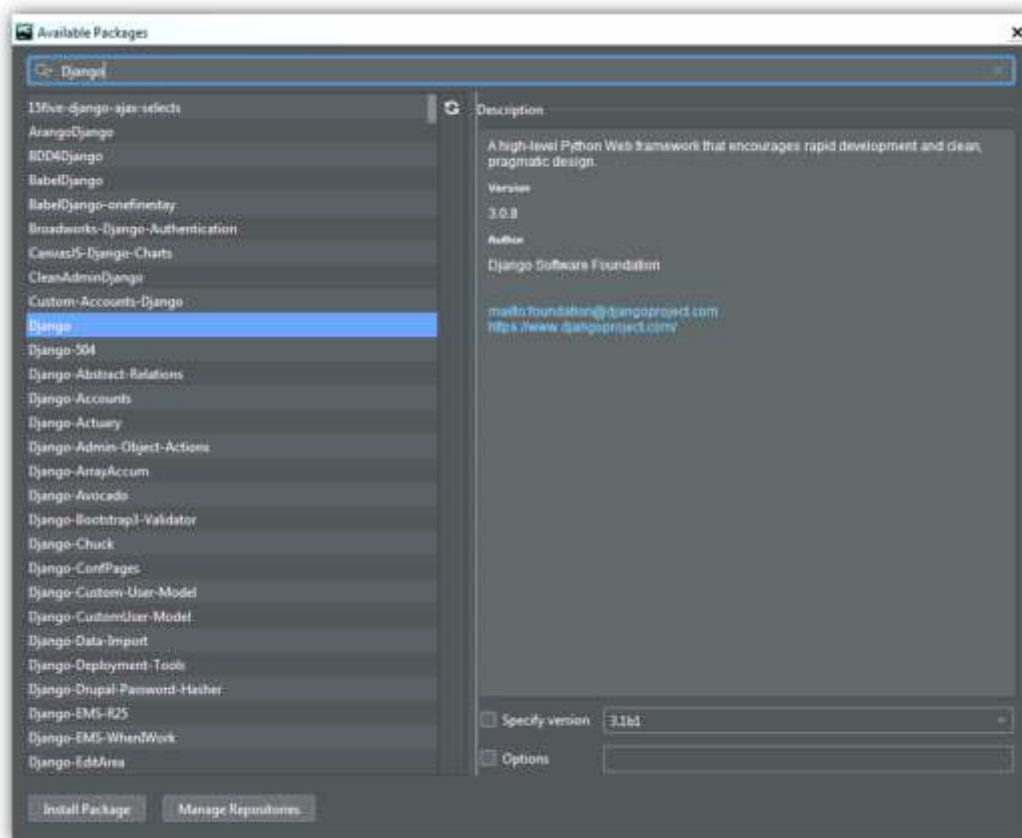 Available Packages
Django
15five-django-ajax-selects
ArangoDjango
BDD4Django
BabelDjango
BabelDjango-onefinestay
Broadworks-Django-Authentication
CanvasJS-Django-Charts
CleanAdminDjango
Custom-Accounts-Django
Django
Django-504
Django-Abstract-Relations
Django-Accounts
Django-Actuary
Django-Admin-Object-Actions
Django-ArrayAccum
Django-Avocado
Django-Bootstrap3-Validator
Django-Chuck
Django-ConfPages
Django-Custom-User-Model
Django-CustomUser-Model
Django-Data-Import
Django-Deployment-Tools
Django-Drupal-Password-Hasher
Django-EMS-R25
Django-EMS-WhenIWork
Django-EditArea
Description
A high-level Python Web framework that encourages rapid development and clean,
pragmatic design.
Version
3.0.8
Author
Django Software Foundation
mailto:foundation@djangoproject.com
https://www.djangoproject.com/
Specify version 3.1b1
Options
Install Package Manage Repositories